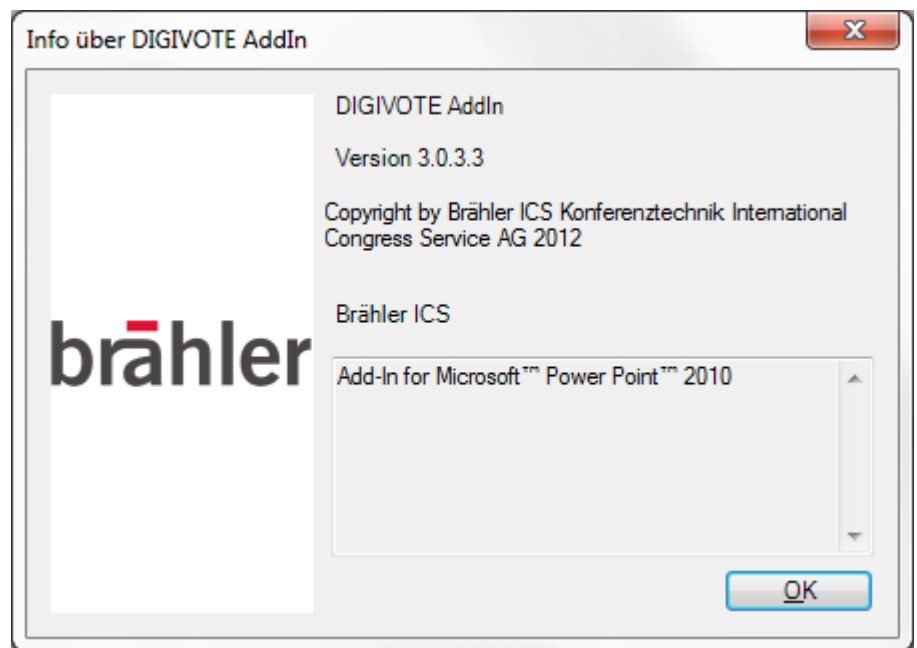 Info über DIGIVOTE AddIn
DIGIVOTE AddIn
Version 3.0.3.3
Copyright by Brähler ICS Konferenztechnik International
Congress Service AG 2012
brähler
Brähler ICS
Add-In for Microsoft™ Power Point™ 2010
OK